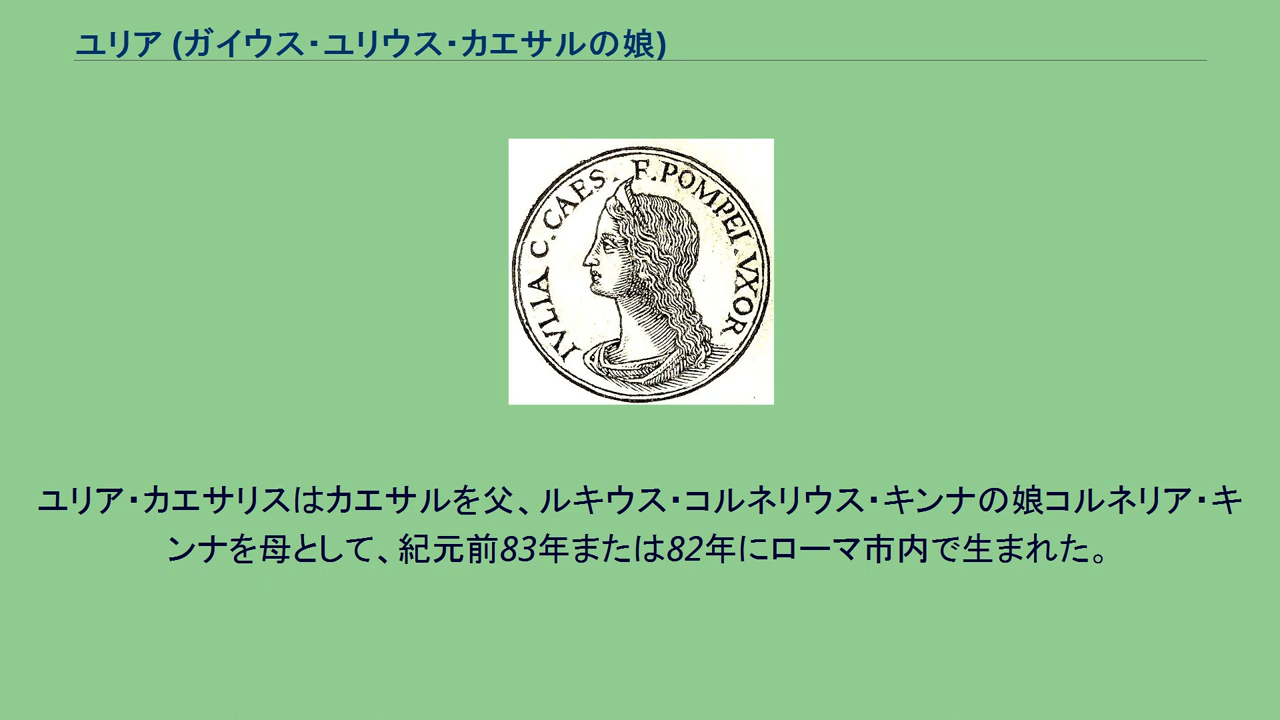 ユリア (ガイウス・ユリウス・カエサルの娘)
IVLIA C. CAES. F. POMPEI. VXOR
ユリア・カエサリスはカエサルを父、ルキウス・コルネリウス・キンナの娘コルネリア・キ
ンナを母として、紀元前83年または82年にローマ市内で生まれた。